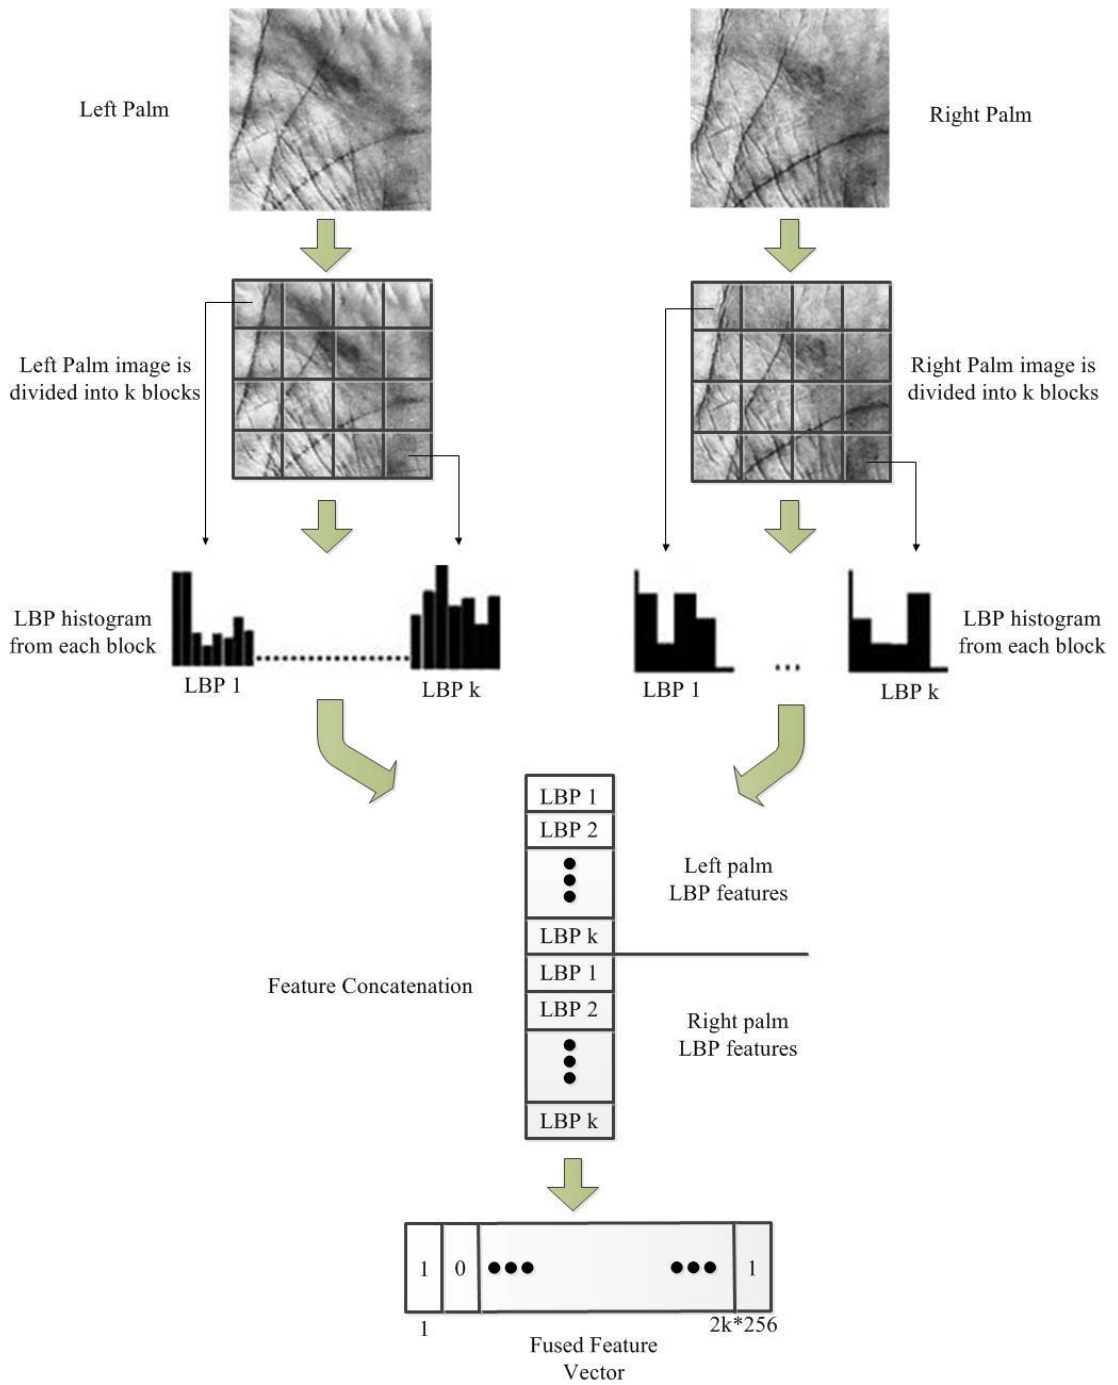 Left Palm
Right Palm
Left Palm image is
divided into k blocks
Right Palm image is
divided into k blocks
LBP histogram
from each block
LBP 1
LBP k
LBP 1
...
LBP k
LBP histogram
from each block
LBP 1
LBP 2
LBP k
Left palm
LBP features
Feature Concatenation
LBP 1
LBP 2
LBP k
Right palm
LBP features
1
0
1
1
2k*256
Fused Feature
Vector